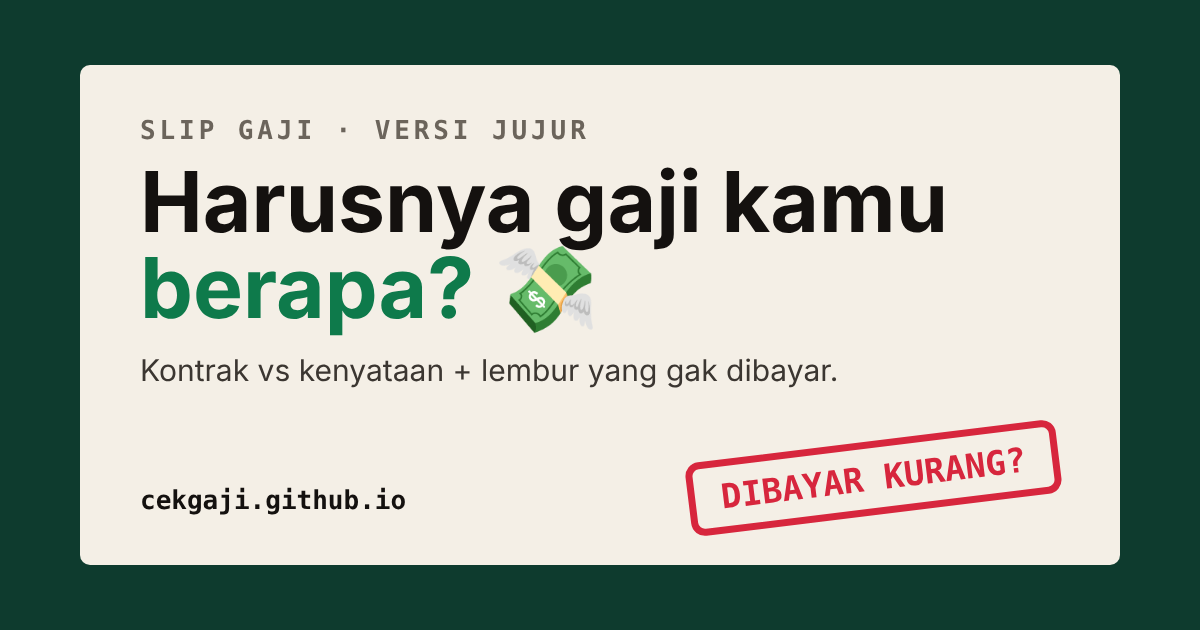 SLIP GAJI · VERSI JUJUR
Harusnya gaji kamu
berapa? 💸
Kontrak vs kenyataan + lembur yang gak dibayar.
DIBAYAR KURANG?
cekgaji.github.io